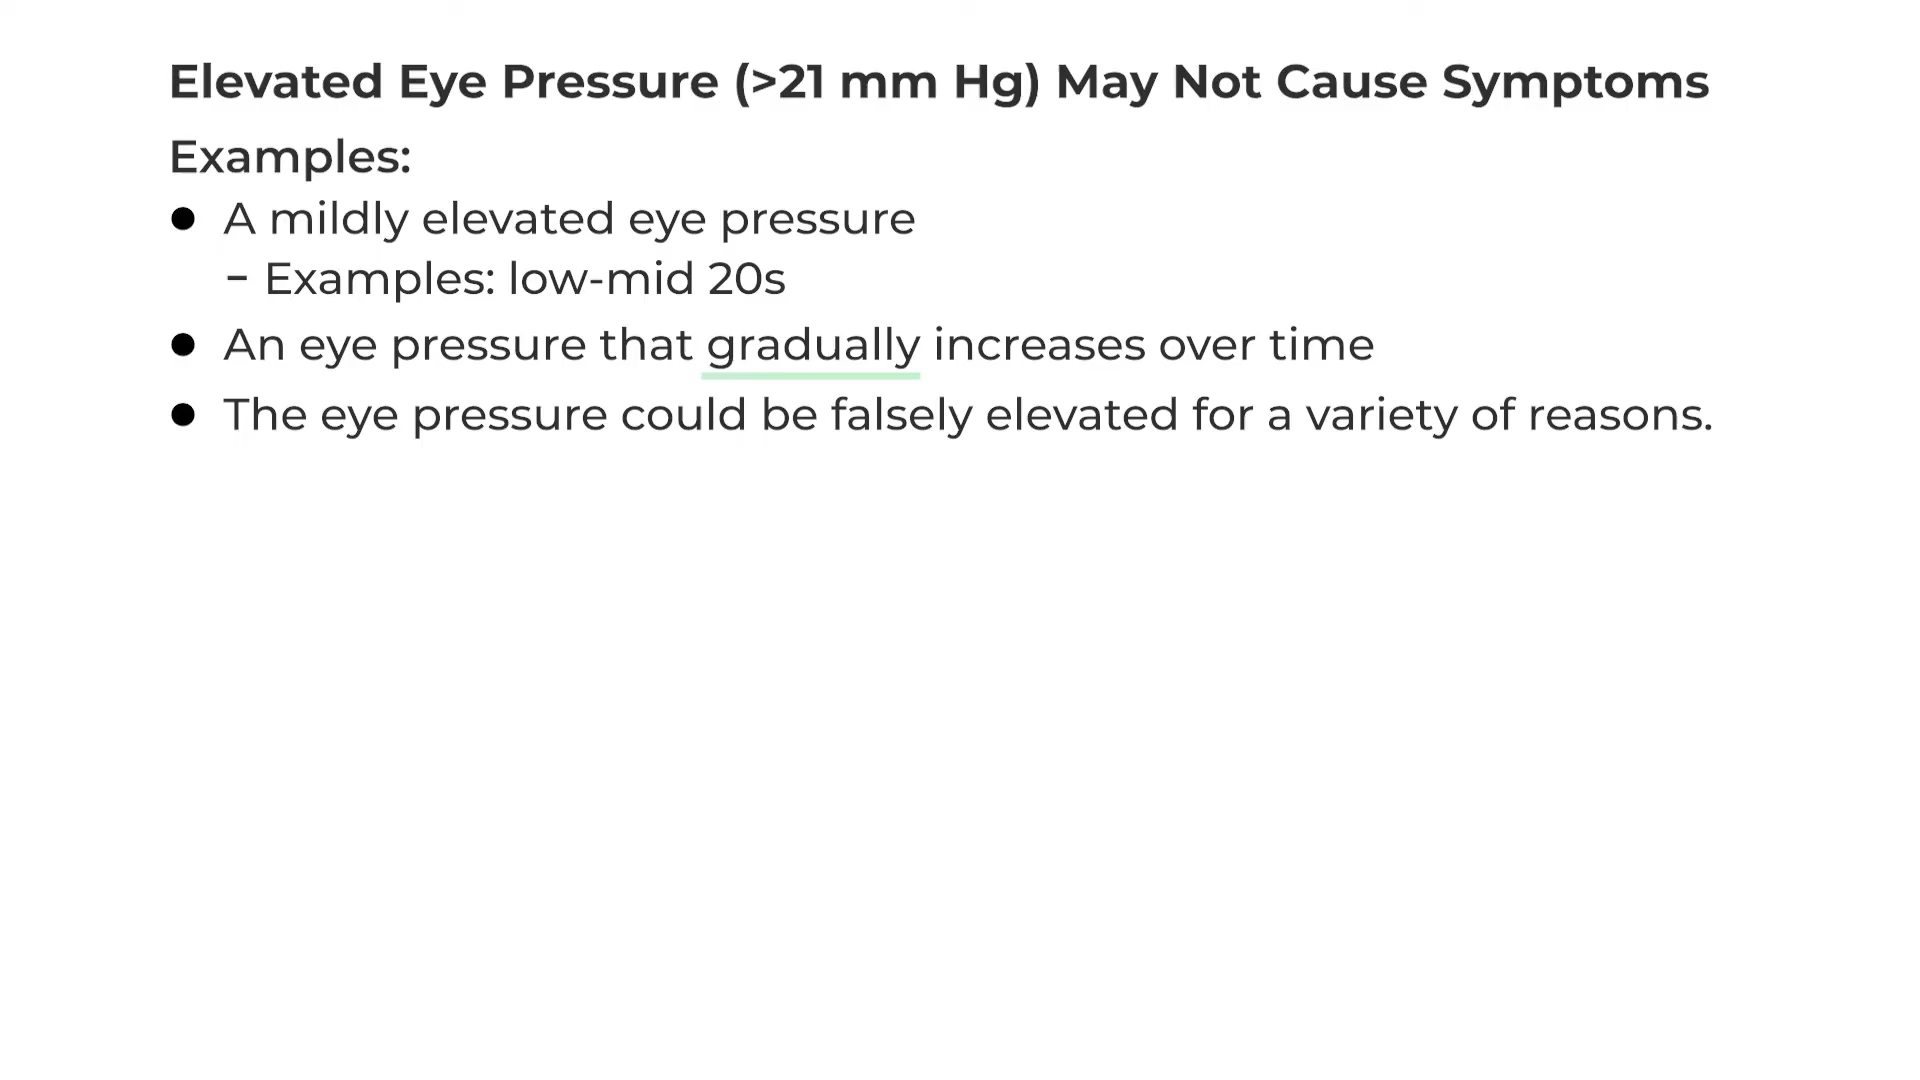 Elevated Eye Pressure (>21 mm Hg) May Not Cause Symptoms
Examples:
● A mildly elevated eye pressure
– Examples: low-mid 20s
● An eye pressure that gradually increases over time
● The eye pressure could be falsely elevated for a variety of reasons.